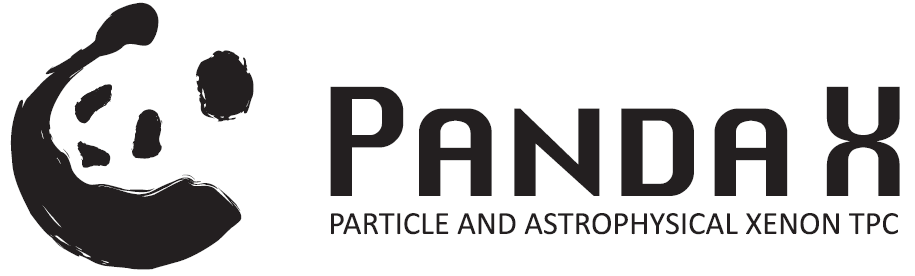 PANDA X
PARTICLE AND ASTROPHYSICAL XENON TPC